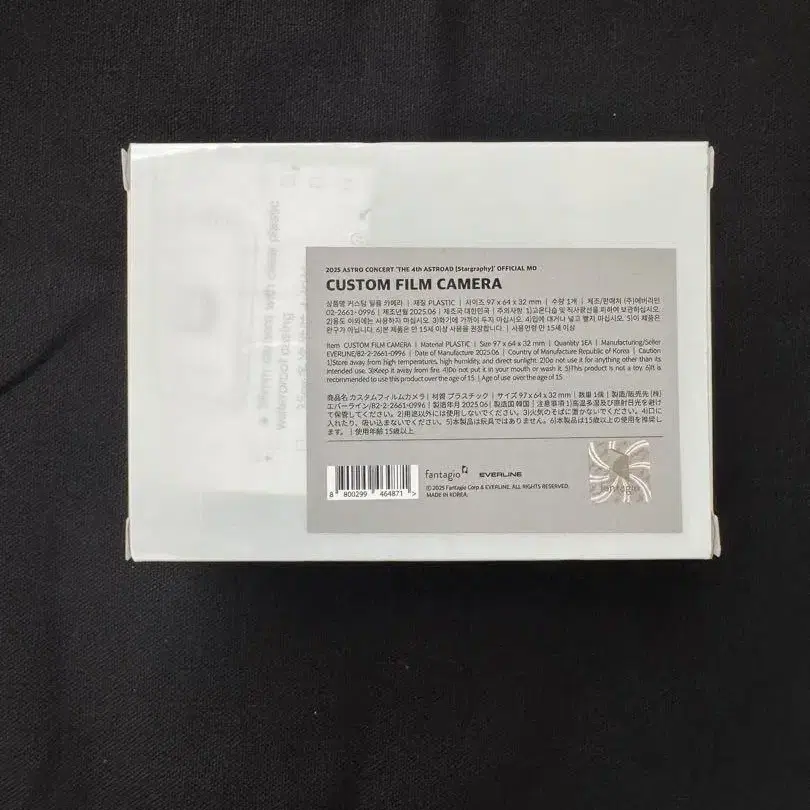 2025 ASTRO CONCERT 'THE 4th ASTROAD [Stargraphy]' OFFICIAL MD
CUSTOM FILM CAMERA
상품명 커스텀 필름 카메라 | 재질 PLASTIC | 사이즈 97 x 64 x 32 mm | 수량 1개 | 제조/판매처 (주)에버라인
02-2661-0996 | 제조년월 2025.06 | 제조국 대한민국 | 주의사항 1)고온다습 및 직사광선을 피하여 보관하십시오.
2)용도 이외에는 사용하지 마십시오. 3)화기에 가까이 두지 마십시오. 4)입에 대거나 넣고 빨지 마십시오. 5)이 제품은
완구가 아닙니다. 6)본 제품은 만 15세 이상 사용을 권장합니다. | 사용연령 만 15세 이상
Item CUSTOM FILM CAMERA | Material PLASTIC | Size 97 x 64 x 32 mm | Quantity 1EA | Manufacturing/Seller
EVERLINE/82-2-2661-0996 | Date of Manufacture 2025.06 | Country of Manufacture Republic of Korea | Caution
1)Store away from high temperatures, high humidity, and direct sunlight. 2)Do not use it for anything other than its
intended use. 3)Keep it away from fire. 4)Do not put it in your mouth or wash it. 5)This product is not a toy. 6)It is
recommended to use this product over the age of 15. | Age of use over the age of 15
商品名 カスタムフィルムカメラ | 材質 プラスチック | サイズ 97 x 64 x 32 mm | 数量 1個 | 製造/販売先 (株)
エバーライン/82-2-2661-0996 | 製造年月 2025.06 | 製造国 韓国 | 注意事項 1)高温多湿及び直射日光を避け
て保管してください。2)用途以外には使用しないでください。3)火気のそばに置かないでください。4)口に
入れたり、吸い込まないでください。5)本製品は玩具ではありません。6)本製品は15歳以上の使用を推奨し
ます。 | 使用年齢 15歳以上
8 800299 464871 >
fantagio EVERLINE
ⓒ 2025 Fantagio Corp & EVERLINE. ALL RIGHTS RESERVED.
MADE IN KOREA.
fantagio